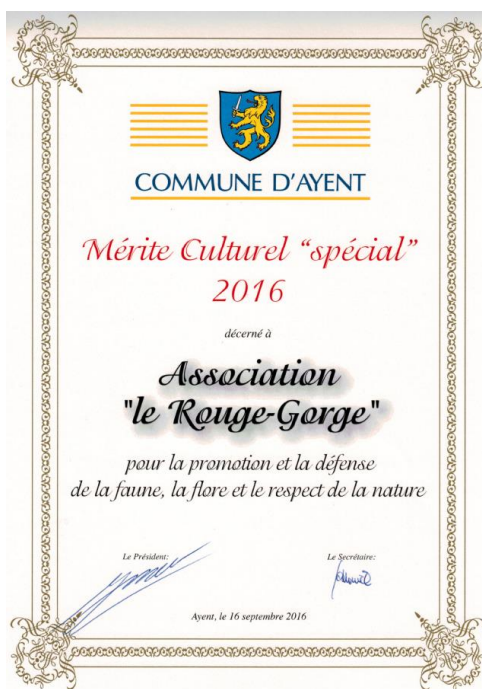 COMMUNE D'AYENT
Mérite Culturel "spécial"
2016
décerné à
Association
"le Rouge-Gorge"
pour la promotion et la défense
de la faune, la flore et le respect de la nature
Le Président:
Le Secrétaire:
Ayent, le 16 septembre 2016